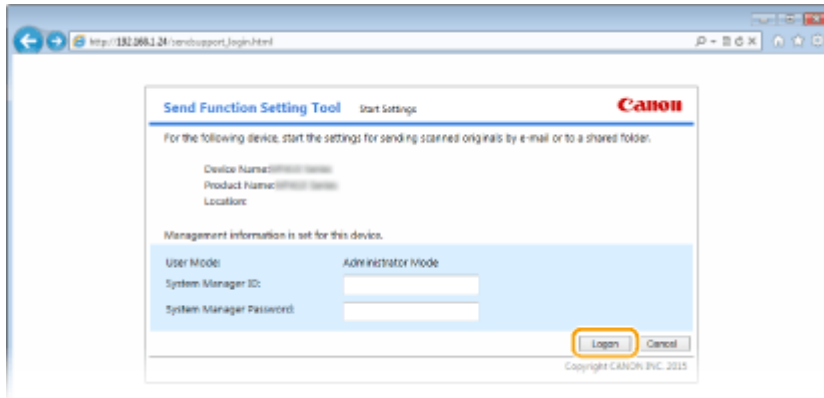 http://192.168.1.24/sendsupport_login.html
Send Function Setting Tool Start Settings Canon
For the following device, start the settings for sending scanned originals by e-mail or to a shared folder.
Device Name:
Product Name:
Location:
Management information is set for this device.
User Mode: Administrator Mode
System Manager ID:
System Manager Password:
Logon Cancel
Copyright CANON INC. 2015